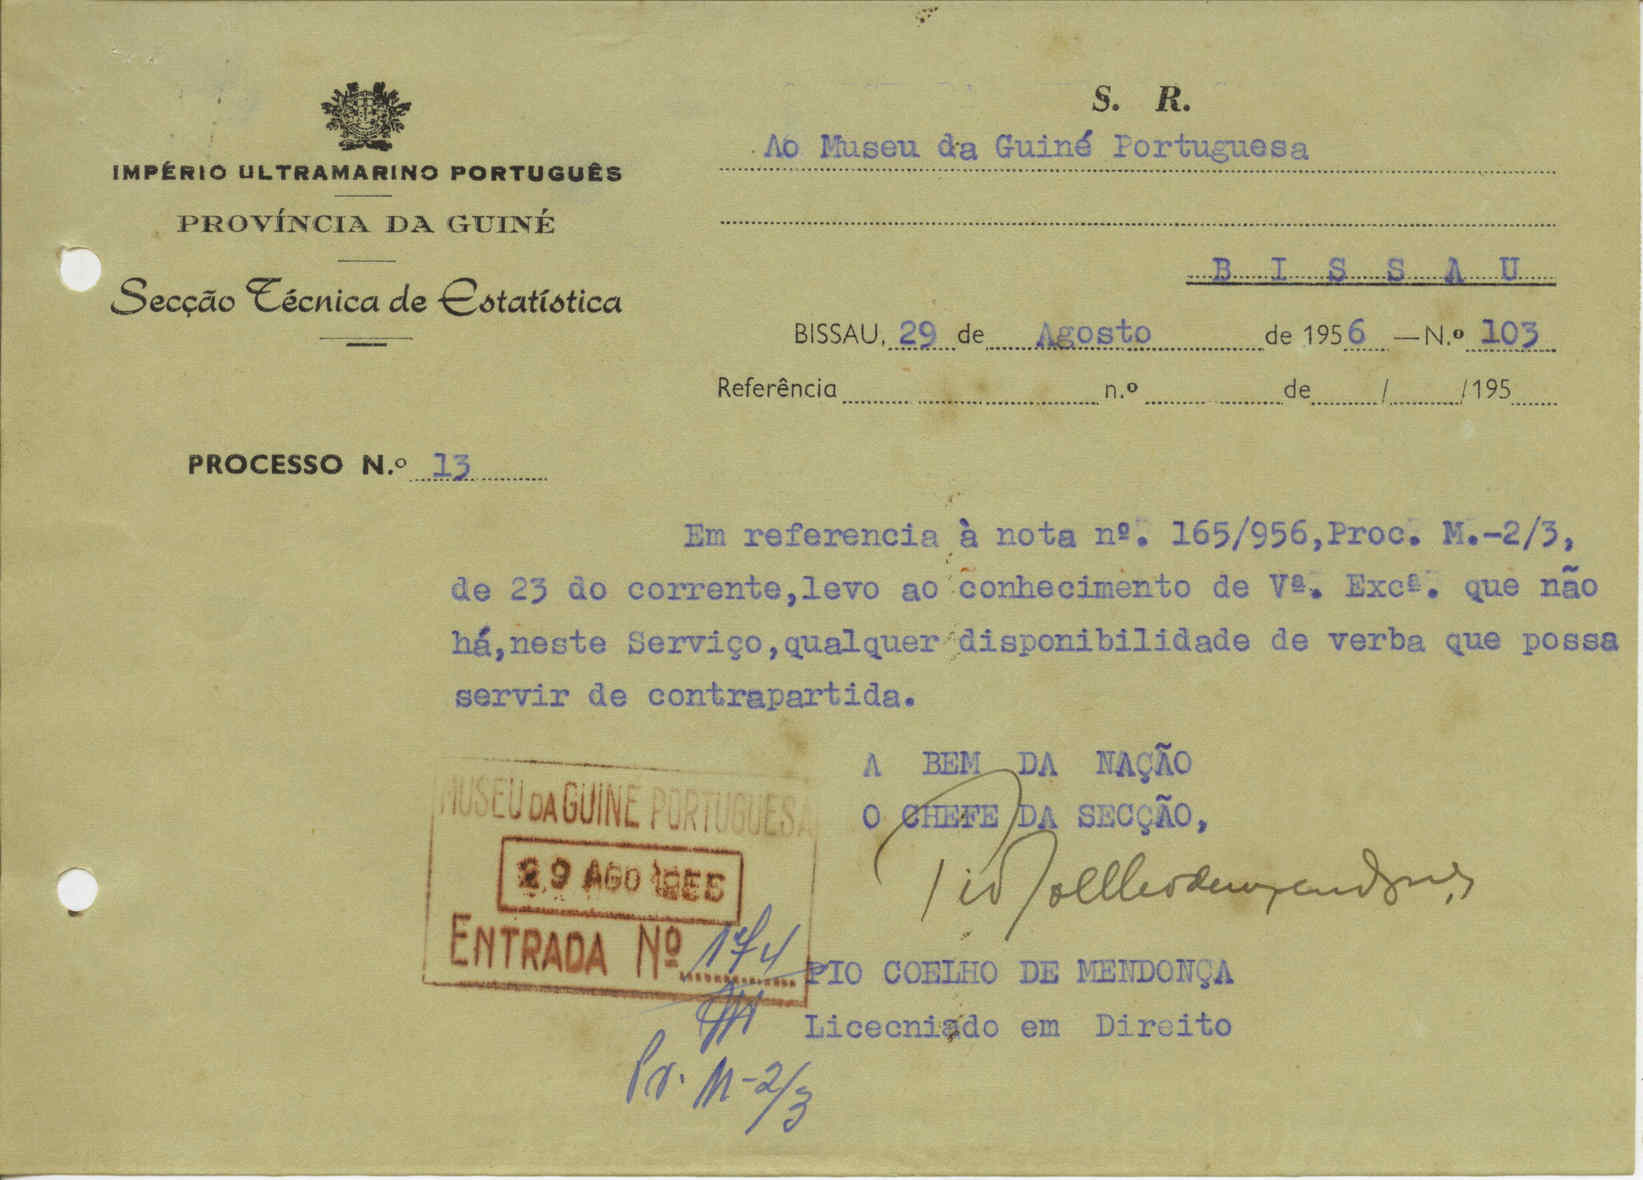 S. R.
Ao Museu da Guiné Portuguesa
IMPÉRIO ULTRAMARINO PORTUGUÊS
PROVÍNCIA DA GUINÉ
Secção Técnica de Estatística
B I S S A U
BISSAU, 29 de Agosto de 1956 — N.º 103
Referência n.º de / /195
PROCESSO N.º 13
Em referencia à nota nº. 165/956,Proc. M.-2/3,
de 23 do corrente,levo ao conhecimento de Vª. Excª. que não
há,neste Serviço,qualquer disponibilidade de verba que possa
servir de contrapartida.
A BEM DA NAÇÃO
O CHEFE DA SECÇÃO,
MUSEU DA GUINÉ PORTUGUESA
29 AGO
ENTRADA Nº 174
PIO COELHO DE MENDONÇA
Licecniado em Direito
Pr. M-2/3